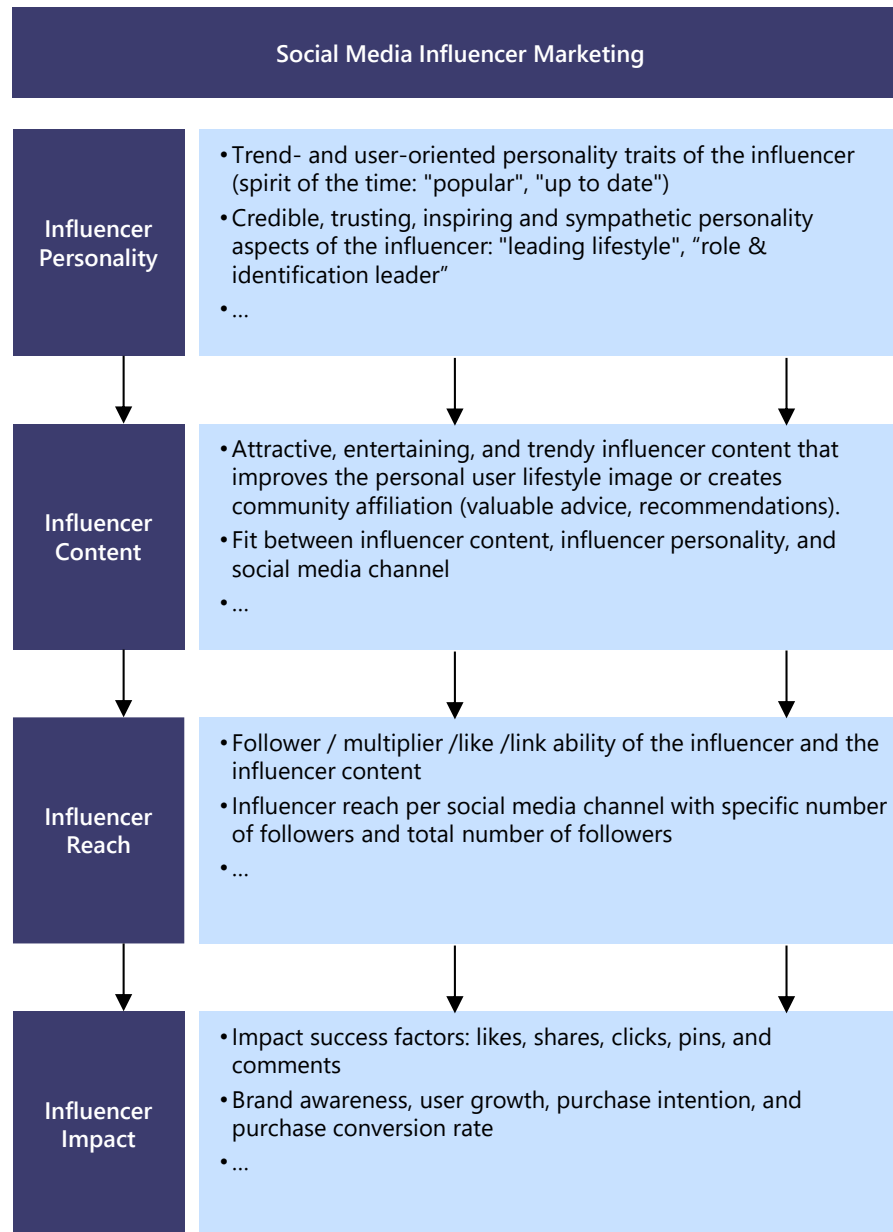 Social Media Influencer Marketing
Influencer
Personality
•Trend- and user-oriented personality traits of the influencer
(spirit of the time: "popular", "up to date")
•Credible, trusting, inspiring and sympathetic personality
aspects of the influencer: "leading lifestyle", “role &
identification leader”
•...
Influencer
Content
•Attractive, entertaining, and trendy influencer content that
improves the personal user lifestyle image or creates
community affiliation (valuable advice, recommendations).
•Fit between influencer content, influencer personality, and
social media channel
•...
Influencer
Reach
•Follower / multiplier /like /link ability of the influencer and the
influencer content
•Influencer reach per social media channel with specific number
of followers and total number of followers
•...
Influencer
Impact
•Impact success factors: likes, shares, clicks, pins, and
comments
•Brand awareness, user growth, purchase intention, and
purchase conversion rate
•...